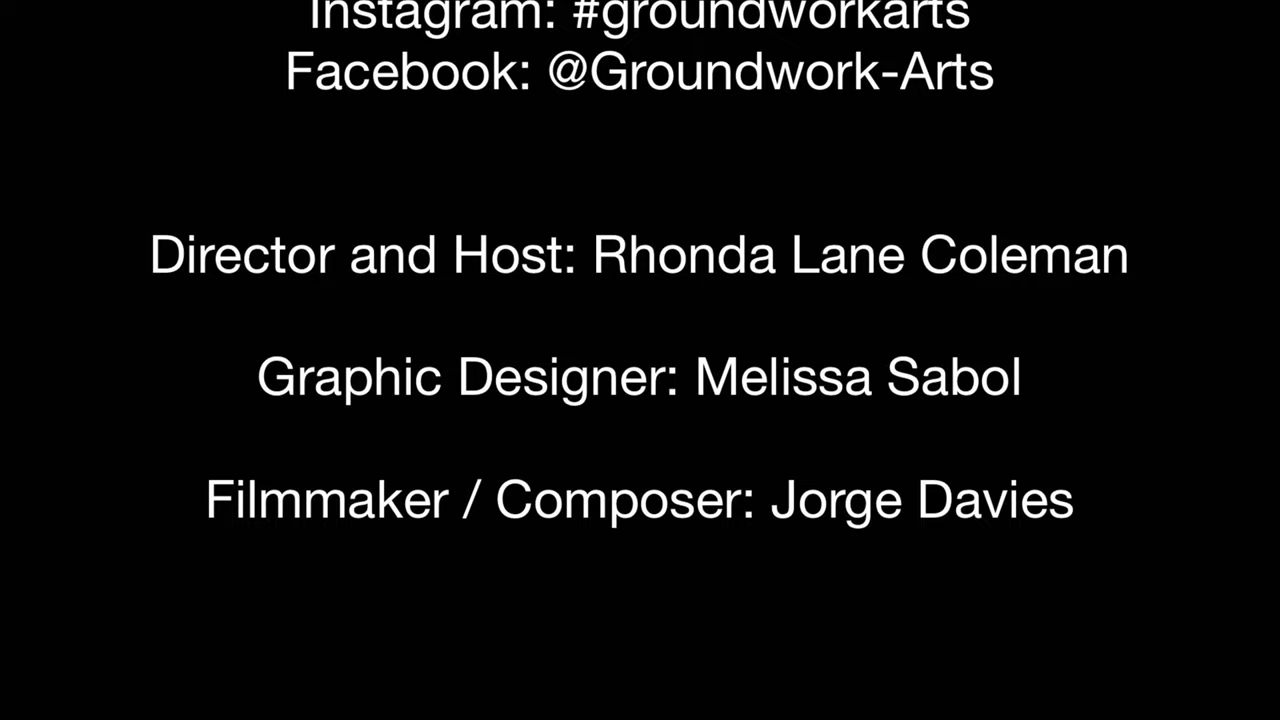 Instagram: #groundworkarts
Facebook: @Groundwork-Arts
Director and Host: Rhonda Lane Coleman
Graphic Designer: Melissa Sabol
Filmmaker / Composer: Jorge Davies